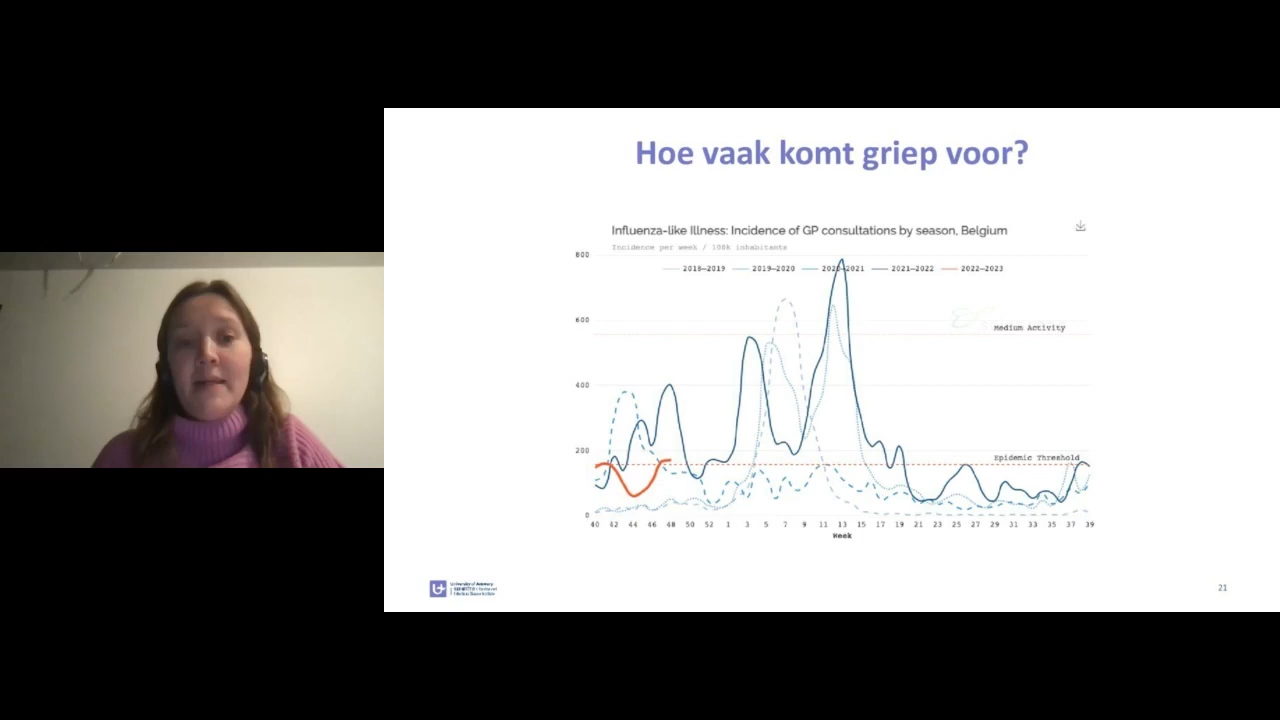 Hoe vaak komt griep voor?
Influenza-like Illness: Incidence of GP consultations by season, Belgium
Incidence per week / 100k inhabitants
2018–2019 2019–2020 2020–2021 2021–2022 2022–2023
800
600
Medium Activity
400
200
Epidemic Threshold
0
40 42 44 46 48 50 52 1 3 5 7 9 11 13 15 17 19 21 23 25 27 29 31 33 35 37 39
Week
University of Antwerp
21